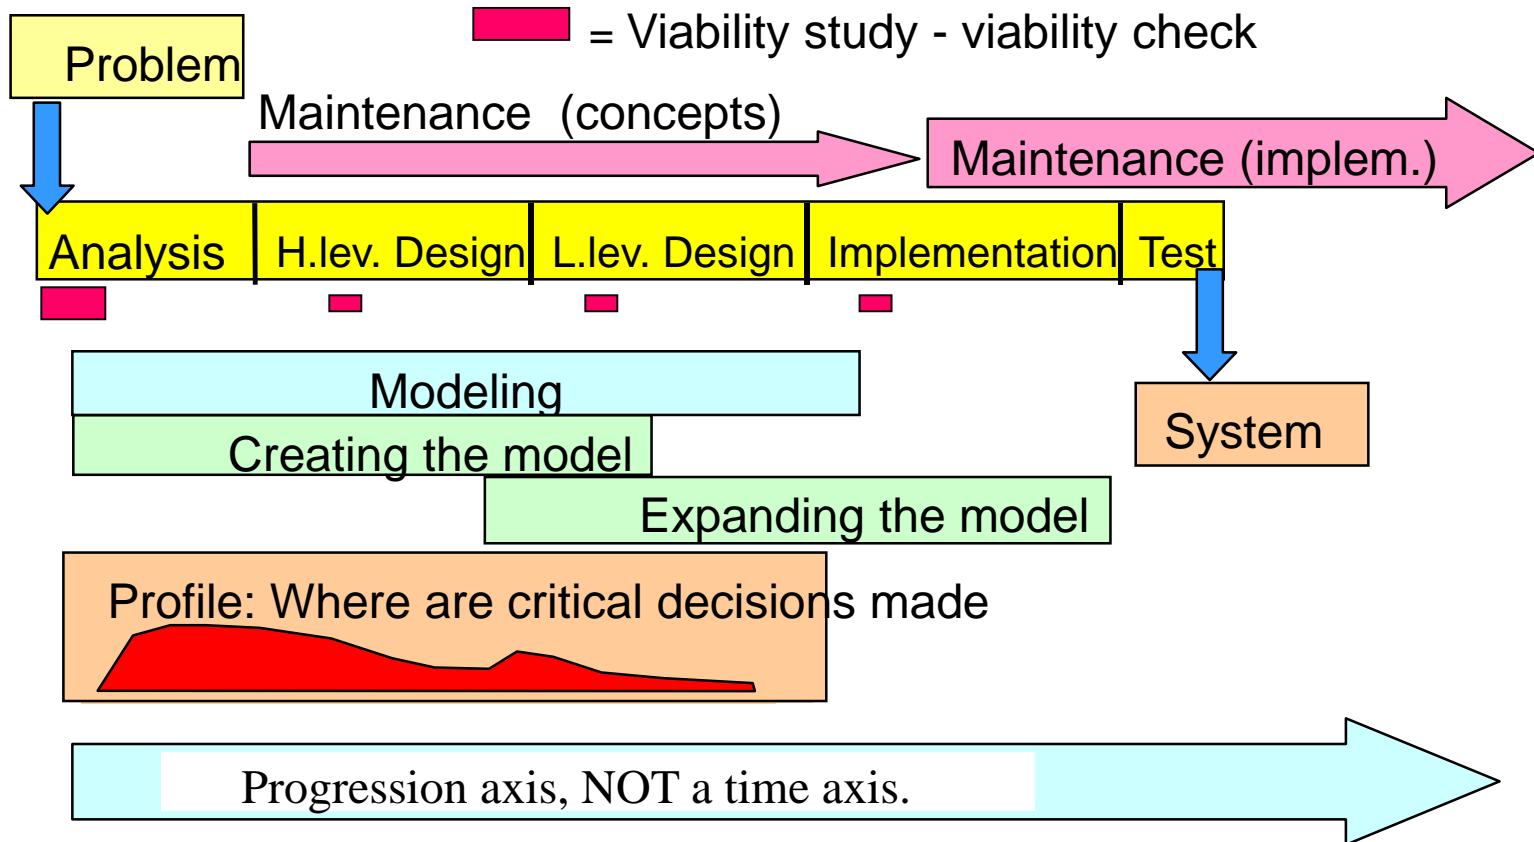 Problem
= Viability study - viability check
Maintenance (concepts)
Maintenance (implem.)
Analysis
H.lev. Design
L.lev. Design
Implementation
Test
Modeling
Creating the model
System
Expanding the model
Profile: Where are critical decisions made
Progression axis, NOT a time axis.